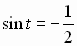 sin t = − 1/2